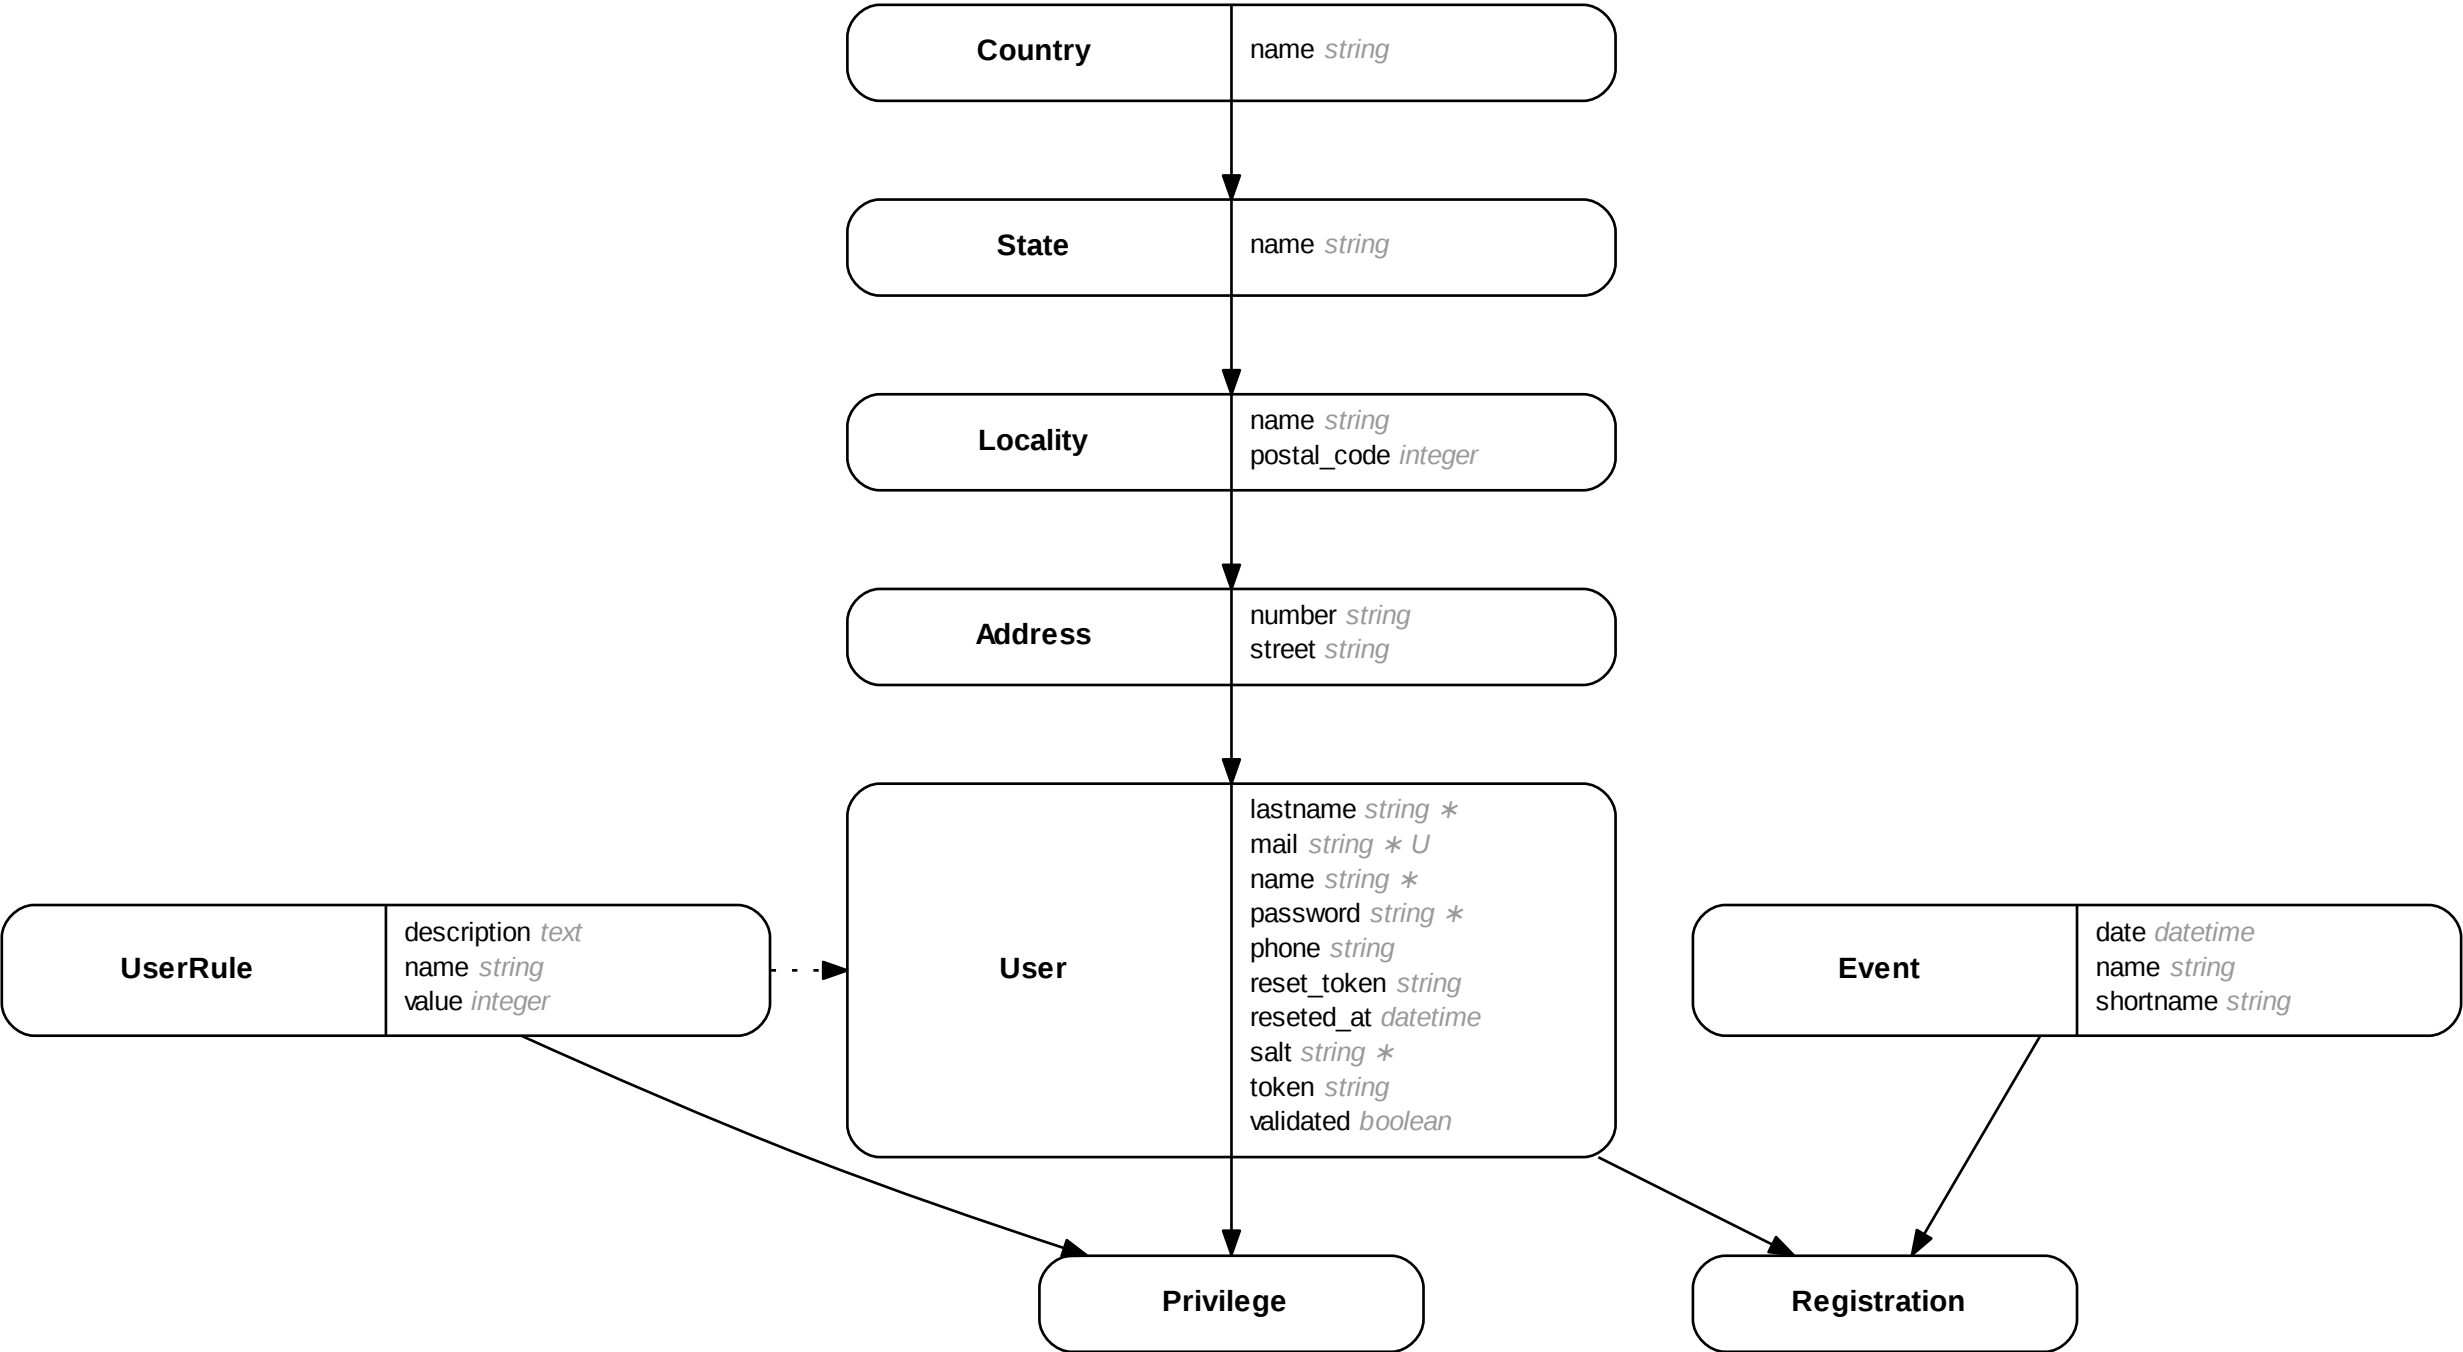 Country
name string
State
name string
Locality
name string
postal_code integer
Address
number string
street string
User
lastname string ∗
mail string ∗ U
name string ∗
password string ∗
phone string
reset_token string
reseted_at datetime
salt string ∗
token string
validated boolean
UserRule
description text
name string
value integer
Event
date datetime
name string
shortname string
Privilege
Registration